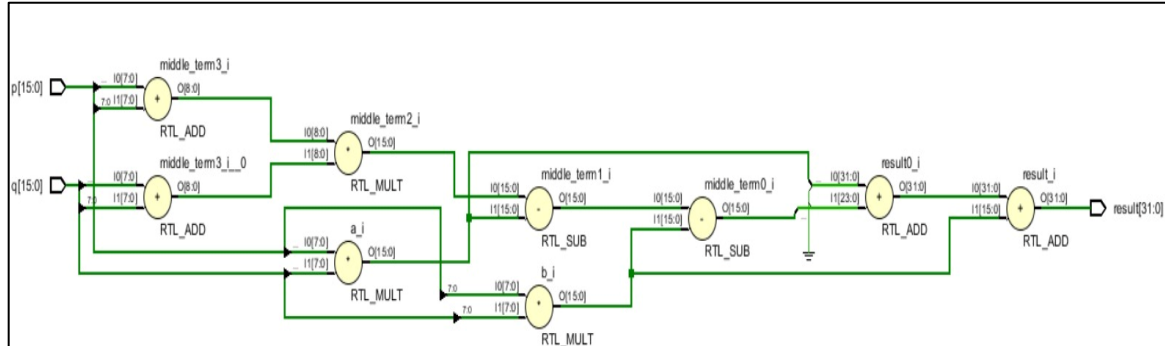 p[15:0]
I0[7:0]
7:0
I1[7:0]
middle_term3_i
+
O[8:0]
RTL_ADD
q[15:0]
I0[7:0]
7:0
I1[7:0]
middle_term3_i__0
+
O[8:0]
RTL_ADD
middle_term2_i
I0[8:0]
I1[8:0]
*
O[15:0]
RTL_MULT
a_i
I0[7:0]
I1[7:0]
*
O[15:0]
RTL_MULT
middle_term1_i
I0[15:0]
I1[15:0]
-
O[15:0]
RTL_SUB
b_i
7:0
I0[7:0]
7:0
I1[7:0]
*
O[15:0]
RTL_MULT
middle_term0_i
I0[15:0]
I1[15:0]
-
O[15:0]
RTL_SUB
result0_i
I0[31:0]
I1[23:0]
+
O[31:0]
RTL_ADD
result_i
I0[31:0]
I1[15:0]
+
O[31:0]
RTL_ADD
result[31:0]